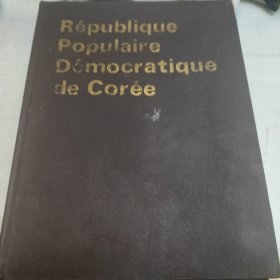 République
Populaire
Démocratique
de Corée